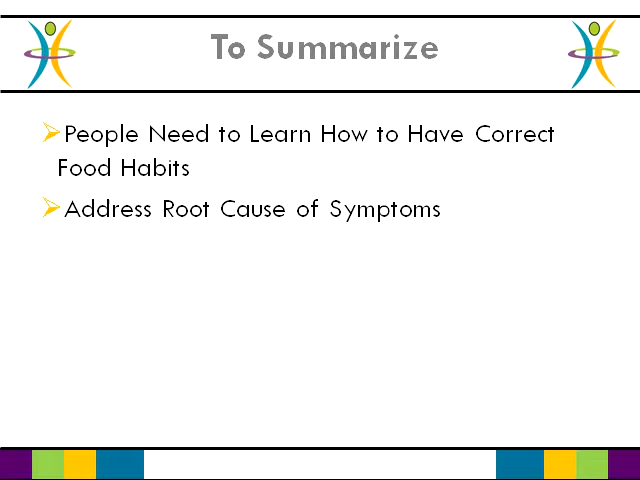 To Summarize
People Need to Learn How to Have Correct
Food Habits
Address Root Cause of Symptoms